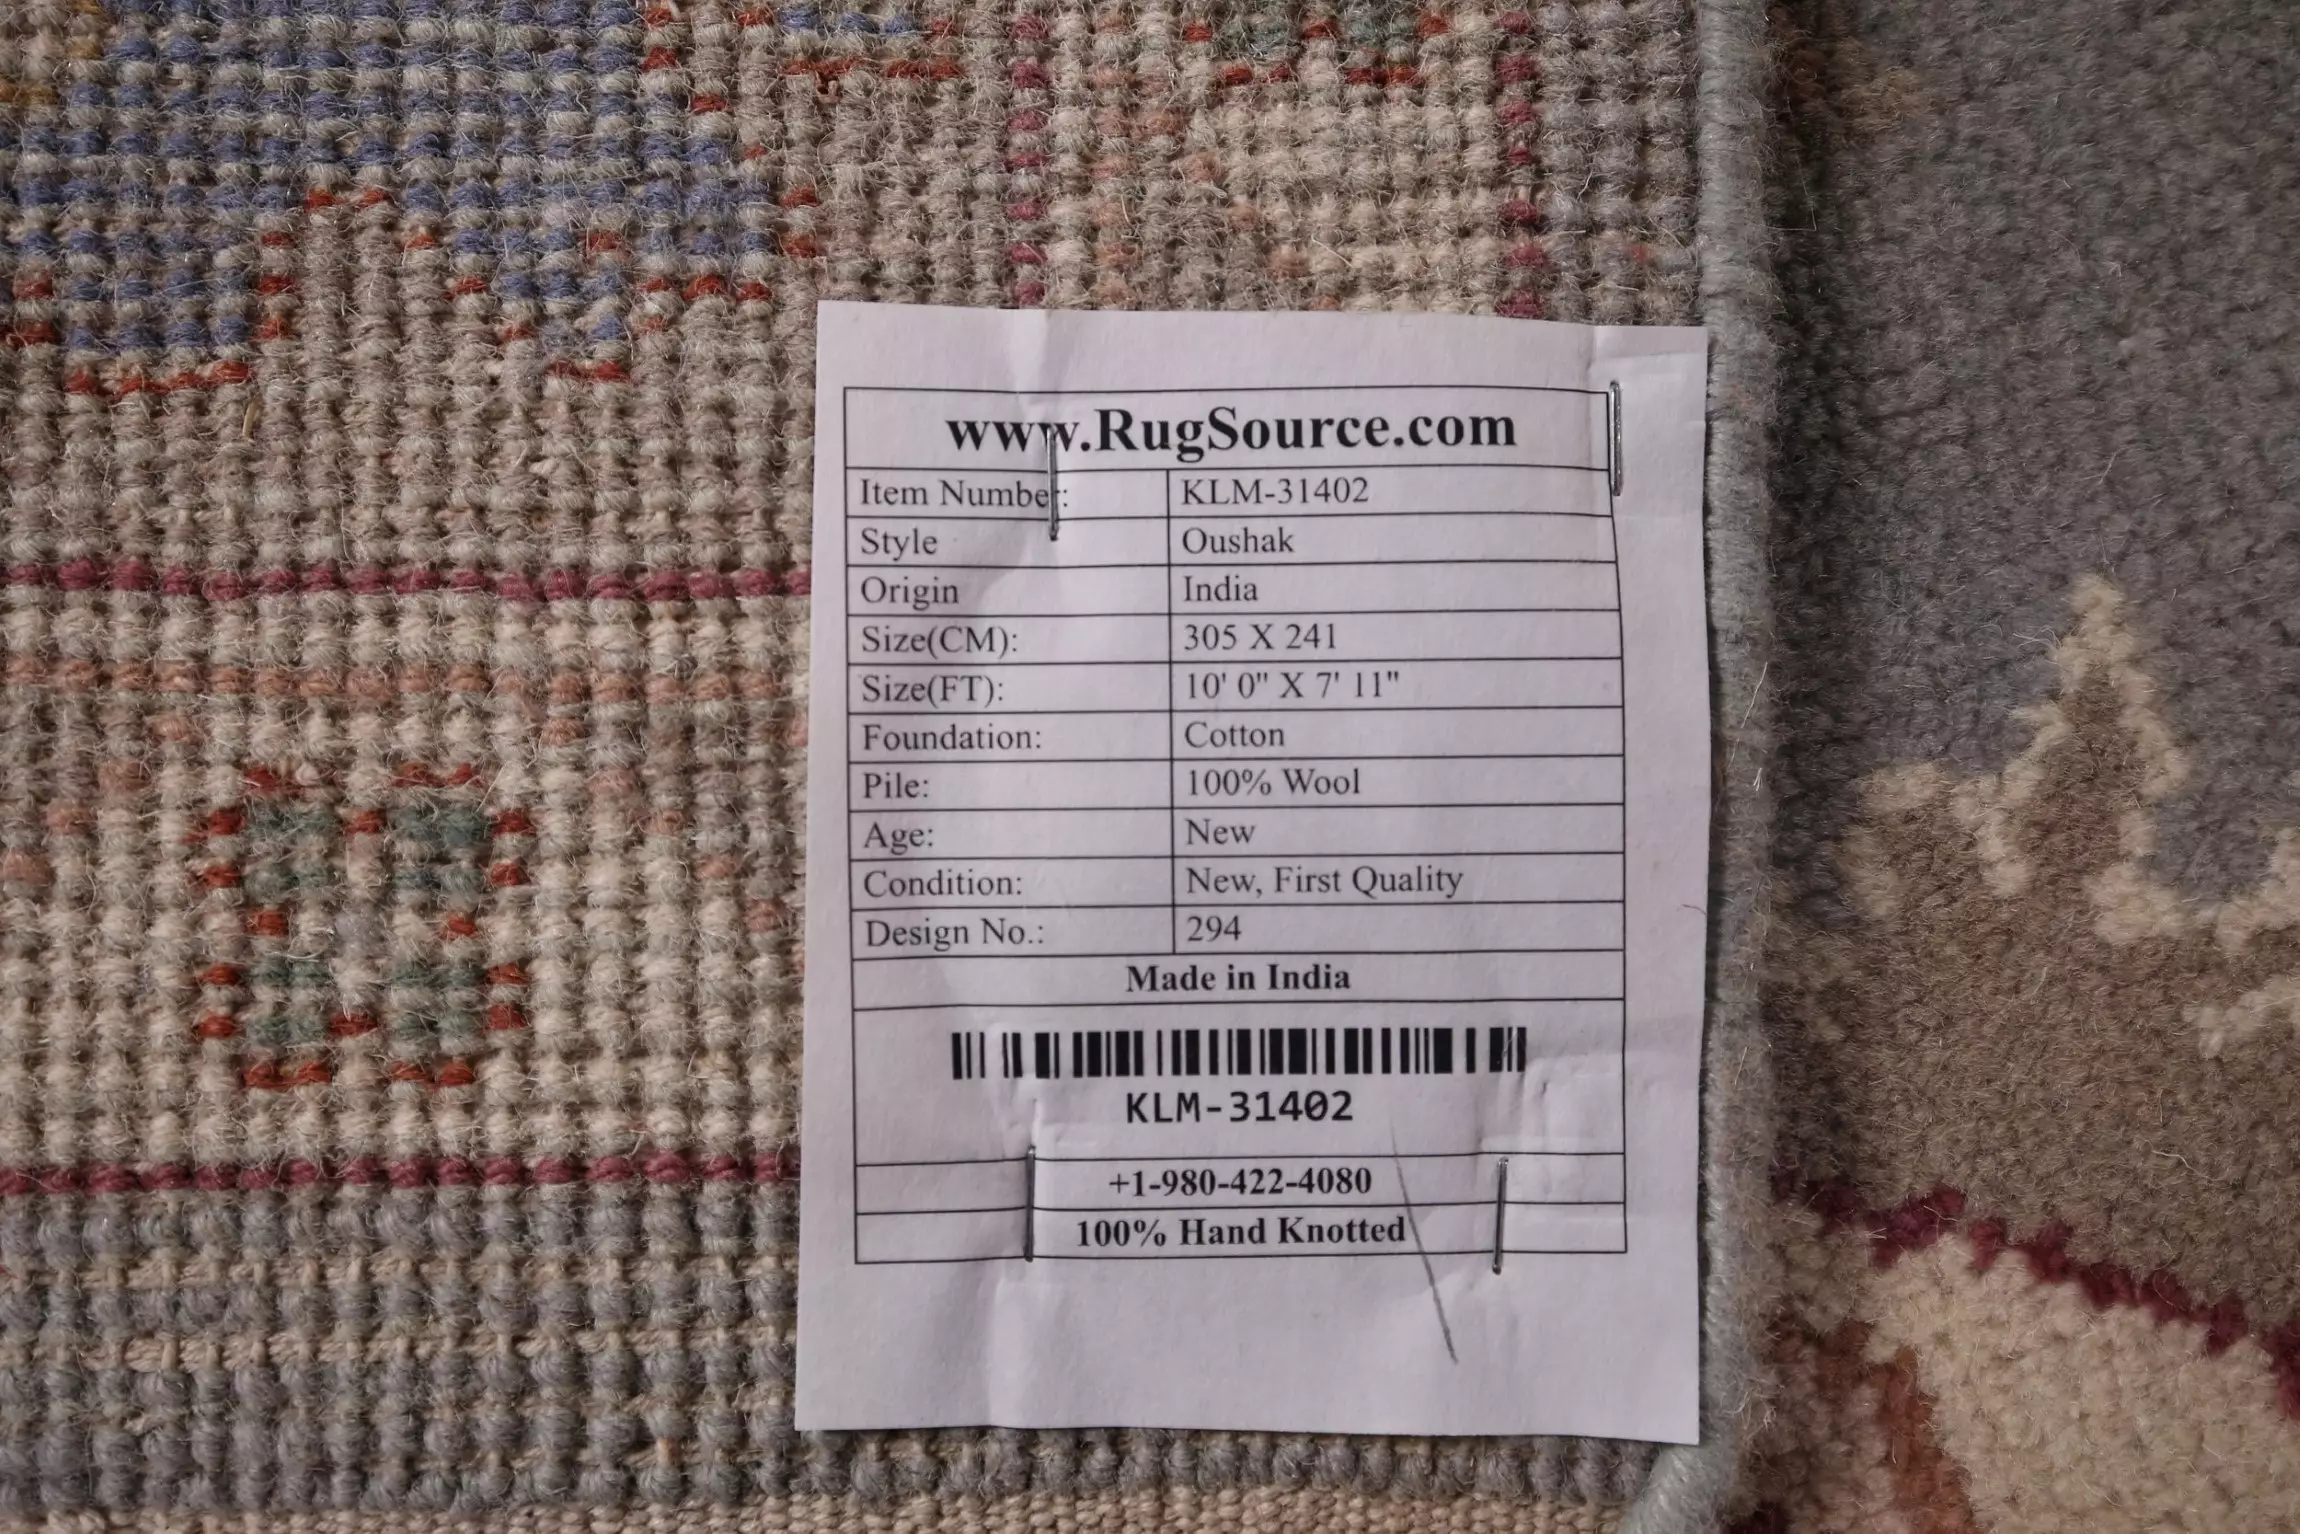 www.RugSource.com
Item Number: KLM-31402
Style Oushak
Origin India
Size(CM): 305 X 241
Size(FT): 10' 0" X 7' 11"
Foundation: Cotton
Pile: 100% Wool
Age: New
Condition: New, First Quality
Design No.: 294
Made in India
KLM-31402
+1-980-422-4080
100% Hand Knotted